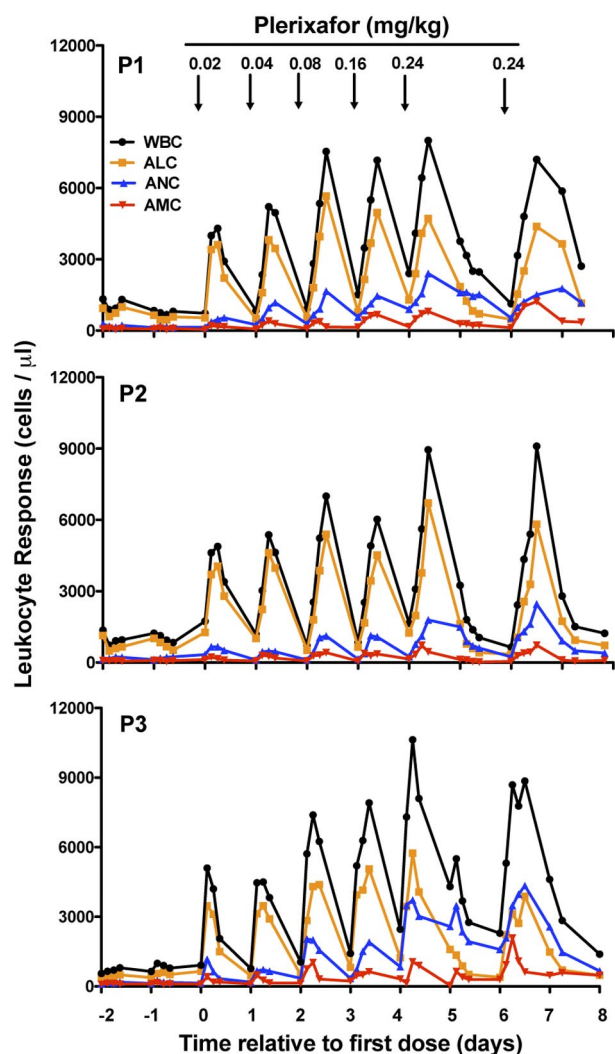 Plerixafor (mg/kg)
12000
P1
0.02 0.04 0.08 0.16 0.24 0.24
9000
WBC
ALC
ANC
AMC
6000
3000
0
12000
P2
9000
6000
3000
0
Leukocyte Response (cells / µl)
12000
P3
9000
6000
3000
0
-2 -1 0 1 2 3 4 5 6 7 8
Time relative to first dose (days)